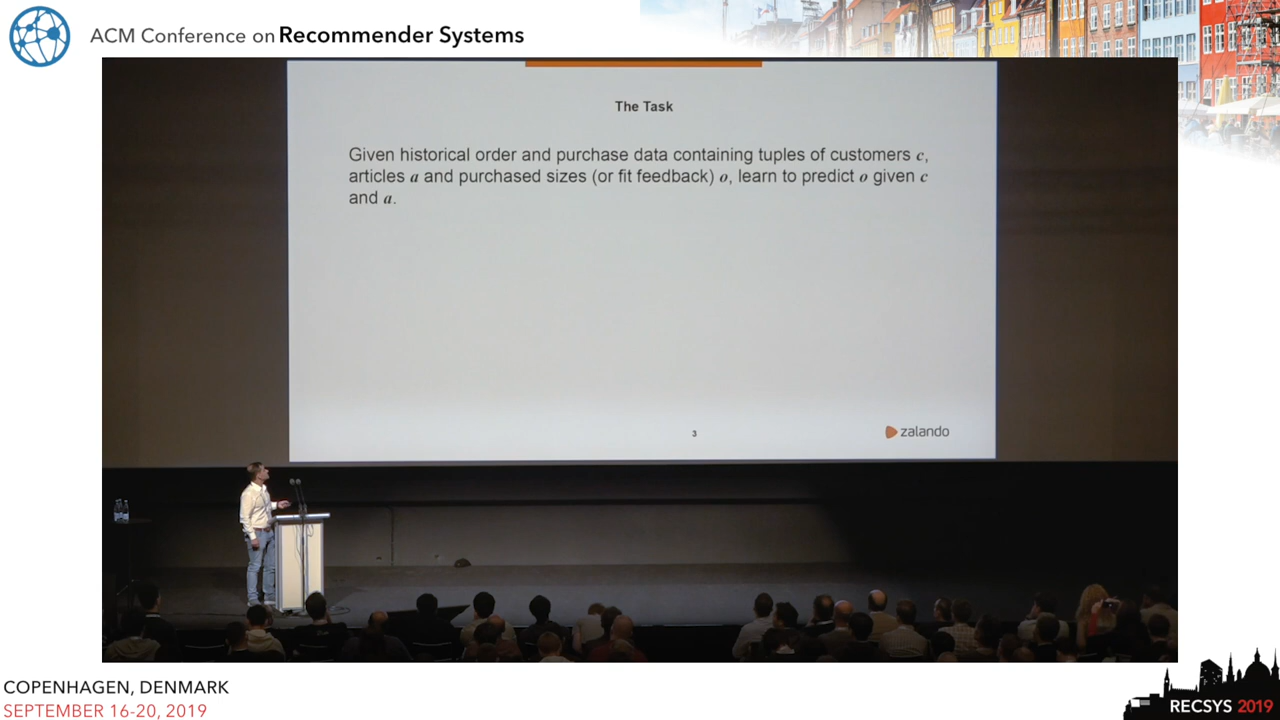 ACM Conference on Recommender Systems
The Task
Given historical order and purchase data containing tuples of customers c,
articles a and purchased sizes (or fit feedback) o, learn to predict o given c
and a.
3
zalando
COPENHAGEN, DENMARK
SEPTEMBER 16-20, 2019
RECSYS 2019